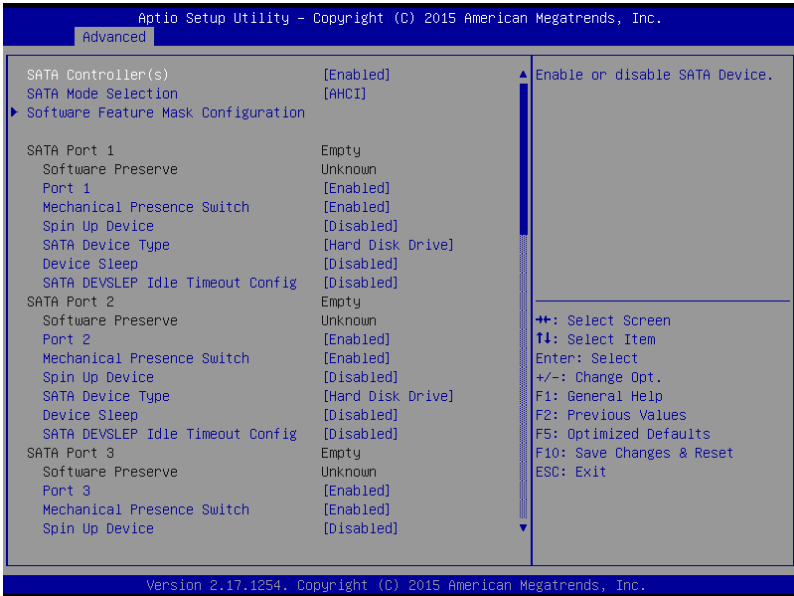 Aptio Setup Utility – Copyright (C) 2015 American Megatrends, Inc.
Advanced
SATA Controller(s) [Enabled]
SATA Mode Selection [AHCI]
Software Feature Mask Configuration
SATA Port 1 Empty
Software Preserve Unknown
Port 1 [Enabled]
Mechanical Presence Switch [Enabled]
Spin Up Device [Disabled]
SATA Device Type [Hard Disk Drive]
Device Sleep [Disabled]
SATA DEVSLEP Idle Timeout Config [Disabled]
SATA Port 2 Empty
Software Preserve Unknown
Port 2 [Enabled]
Mechanical Presence Switch [Enabled]
Spin Up Device [Disabled]
SATA Device Type [Hard Disk Drive]
Device Sleep [Disabled]
SATA DEVSLEP Idle Timeout Config [Disabled]
SATA Port 3 Empty
Software Preserve Unknown
Port 3 [Enabled]
Mechanical Presence Switch [Enabled]
Spin Up Device [Disabled]
Enable or disable SATA Device.
→←: Select Screen
↑↓: Select Item
Enter: Select
+/-: Change Opt.
F1: General Help
F2: Previous Values
F5: Optimized Defaults
F10: Save Changes & Reset
ESC: Exit
Version 2.17.1254. Copyright (C) 2015 American Megatrends, Inc.